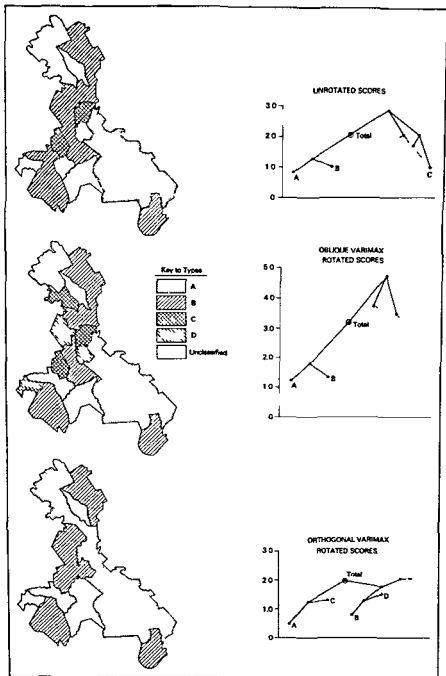 UNROTATED SCORES
3 0
2 0
1 0
0
Total
A
B
C
OBLIQUE VARIMAX
ROTATED SCORES
Key to Types
A
B
C
D
Unclassified
5 0
4 0
3 0
2 0
1 0
0
Total
A
B
ORTHOGONAL VARIMAX
ROTATED SCORES
3 0
2 0
1 0
0
Total
A
C
B
D